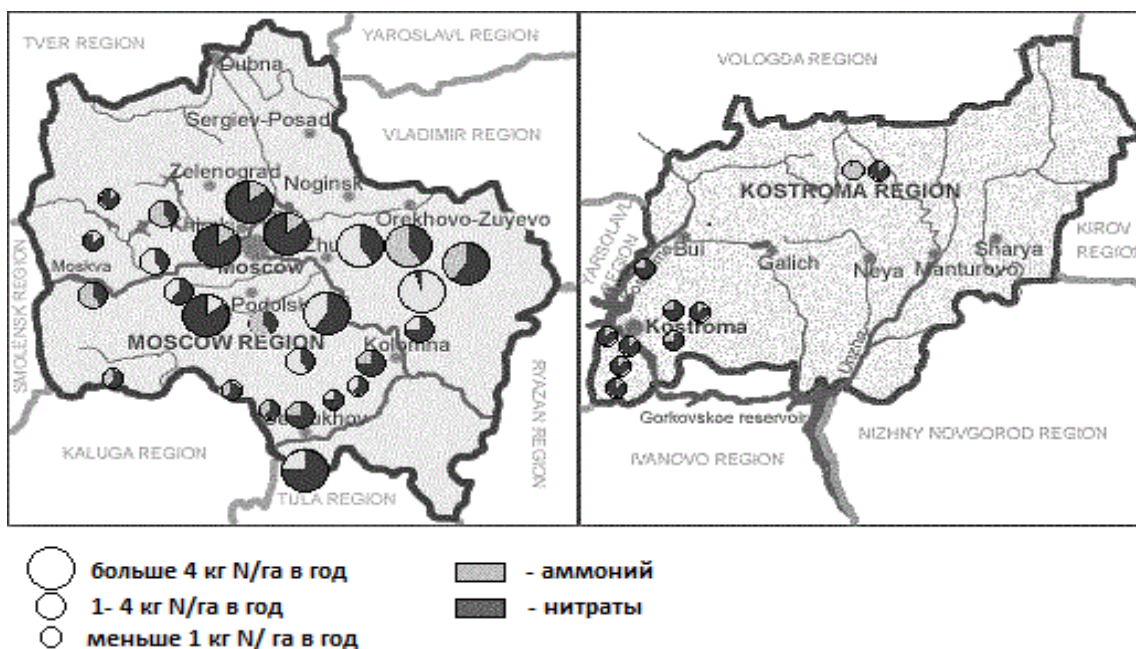 TVER REGION
YAROSLAVL REGION
Dubna
Sergiev-Posad
VLADIMIR REGION
Zelenograd
Noginsk
Orekhovo-Zuyevo
Moskva
Moscow
Podolsk
MOSCOW REGION
Kolomna
SMOLENSK REGION
RYAZAN REGION
KALUGA REGION
TULA REGION
VOLOGDA REGION
KOSTROMA REGION
KIROV
REGION
Bui
Galich
Neya
Manturovo
Sharya
Kostroma
Unzha
Gorkovskoe reservoir
NIZHNY NOVGOROD REGION
IVANOVO REGION
больше 4 кг N/га в год
1- 4 кг N/га в год
меньше 1 кг N/ га в год
- аммоний
- нитраты